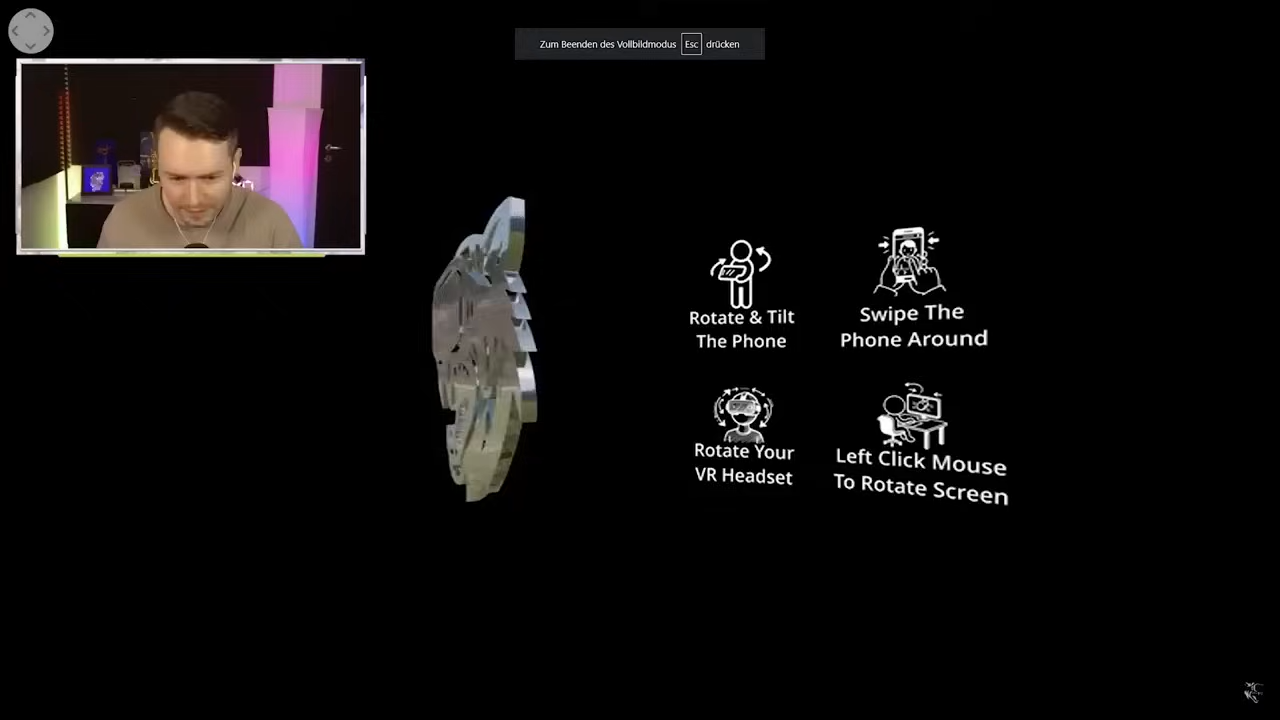 Zum Beenden des Vollbildmodus Esc drücken
Rotate & Tilt
The Phone
Swipe The
Phone Around
Rotate Your
VR Headset
Left Click Mouse
To Rotate Screen